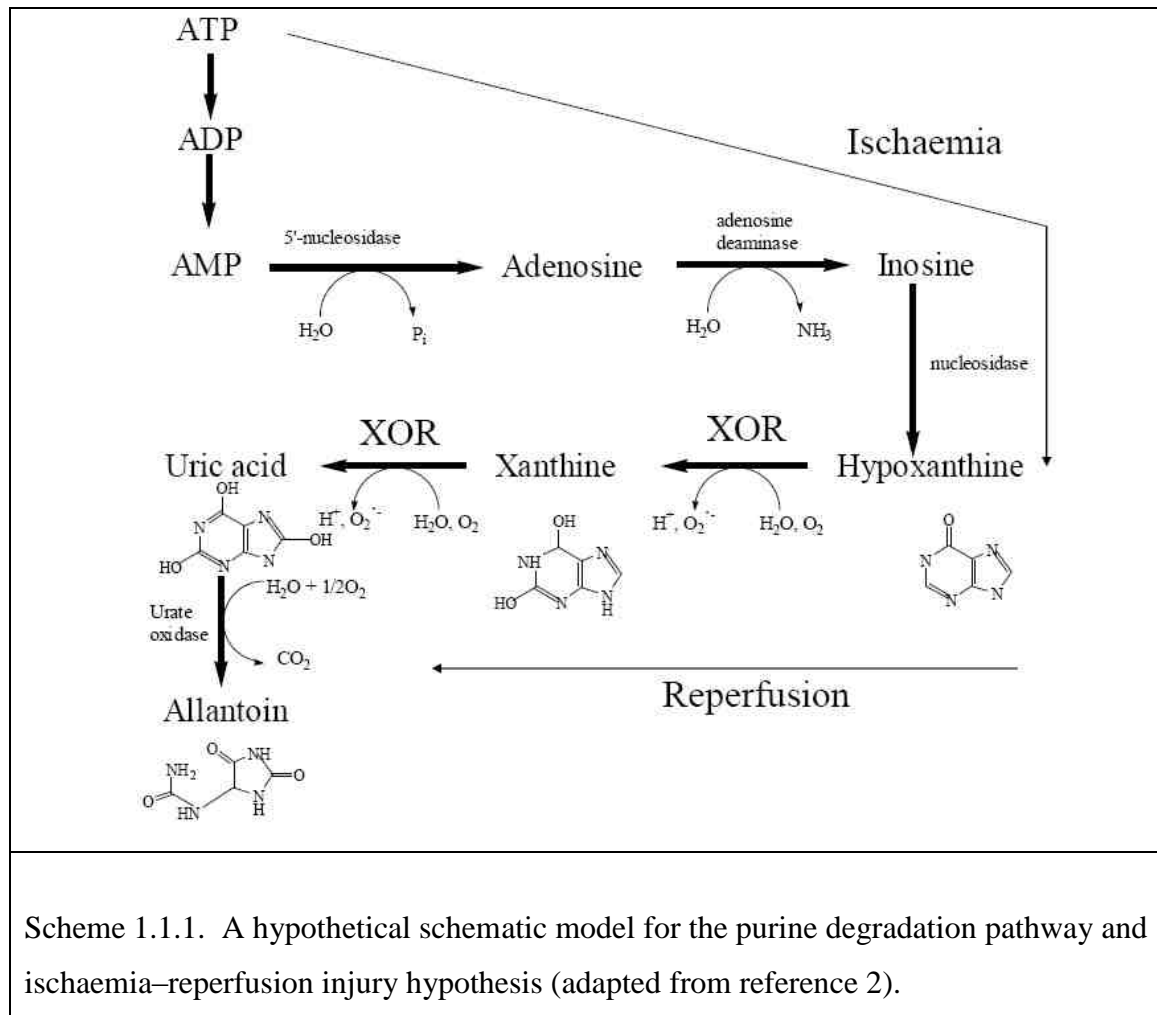 ATP
ADP
Ischaemia
AMP
5'-nucleosidase
H₂O
Pᵢ
Adenosine
adenosine
deaminase
H₂O
NH₃
Inosine
nucleosidase
Hypoxanthine
XOR
H₂O, O₂
H⁺, O₂˙⁻
Xanthine
XOR
H₂O, O₂
H⁺, O₂˙⁻
Uric acid
OH
N
N
OH
HO
N
N
H
OH
NH
N
HO
N
N
H
O
N
N
N
N
H
H₂O + 1/2O₂
Urate
oxidase
CO₂
Reperfusion
Allantoin
O
NH
NH₂
O
O
HN
N
H
Scheme 1.1.1. A hypothetical schematic model for the purine degradation pathway and
ischaemia–reperfusion injury hypothesis (adapted from reference 2).